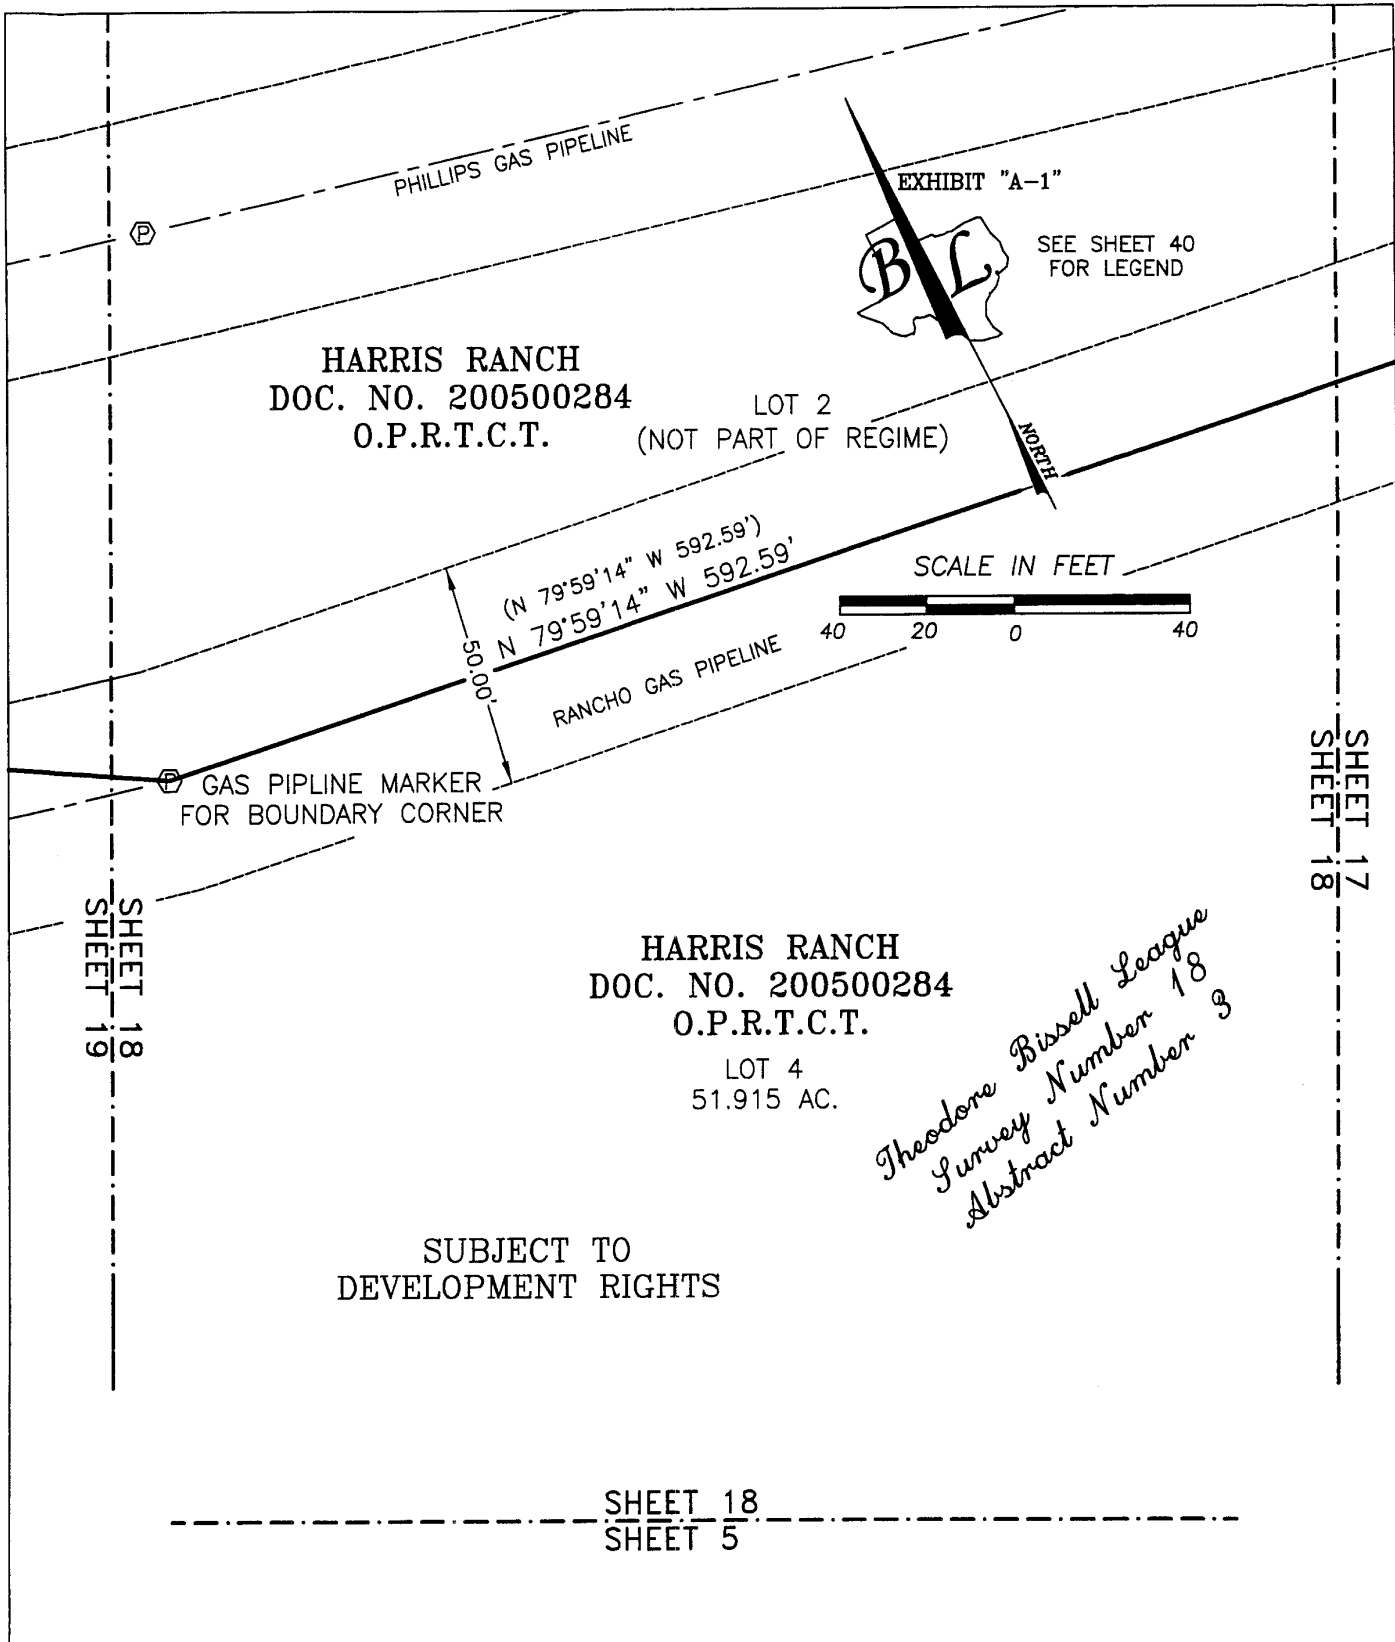 PHILLIPS GAS PIPELINE
P
EXHIBIT "A-1"
B L
SEE SHEET 40
FOR LEGEND
HARRIS RANCH
DOC. NO. 200500284
O.P.R.T.C.T.
LOT 2
(NOT PART OF REGIME)
NORTH
(N 79°59'14" W 592.59')
N 79°59'14" W 592.59'
50.00'
SCALE IN FEET
40 20 0 40
RANCHO GAS PIPELINE
P
GAS PIPLINE MARKER
FOR BOUNDARY CORNER
SHEET 17
SHEET 18
SHEET 18
SHEET 19
HARRIS RANCH
DOC. NO. 200500284
O.P.R.T.C.T.
LOT 4
51.915 AC.
Theodore Bissell League
Survey Number 18
Abstract Number 3
SUBJECT TO
DEVELOPMENT RIGHTS
SHEET 18
SHEET 5